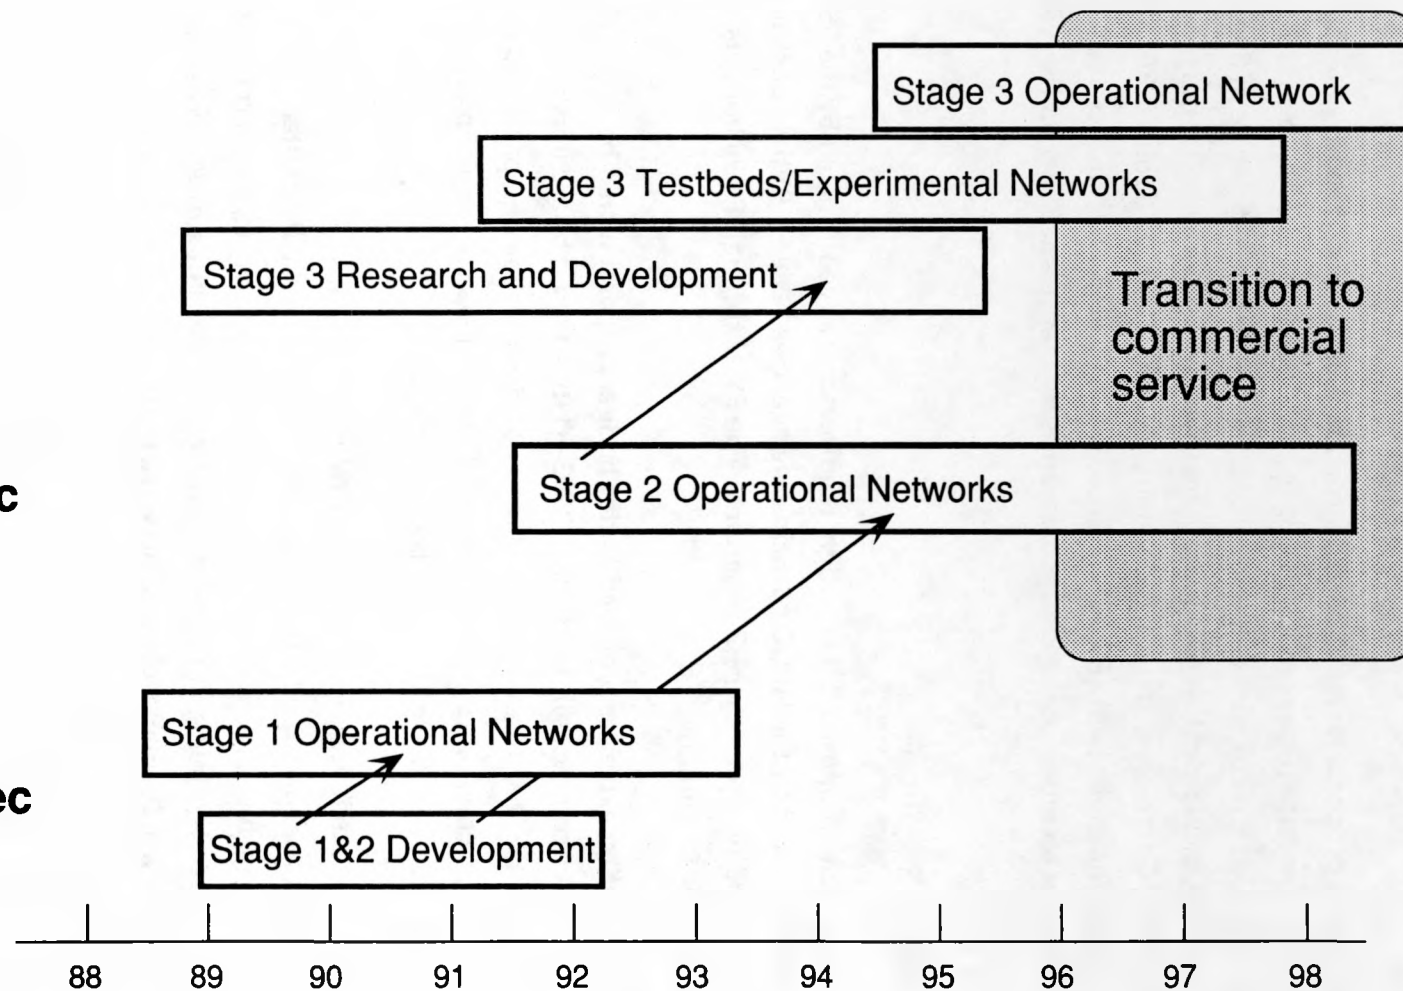 Stage 3 Operational Network
Stage 3 Testbeds/Experimental Networks
Stage 3 Research and Development
Transition to
commercial
service
c
Stage 2 Operational Networks
Stage 1 Operational Networks
ec
Stage 1&2 Development
88 89 90 91 92 93 94 95 96 97 98